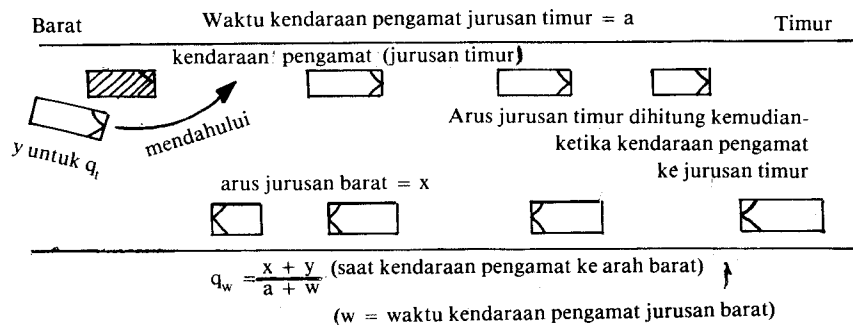 Barat Waktu kendaraan pengamat jurusan timur = a Timur
kendaraan pengamat (jurusan timur)
mendahului
y untuk qt
Arus jurusan timur dihitung kemudian-
ketika kendaraan pengamat
ke jurusan timur
arus jurusan barat = x
qw = x + y / a + w (saat kendaraan pengamat ke arah barat)
(w = waktu kendaraan pengamat jurusan barat)